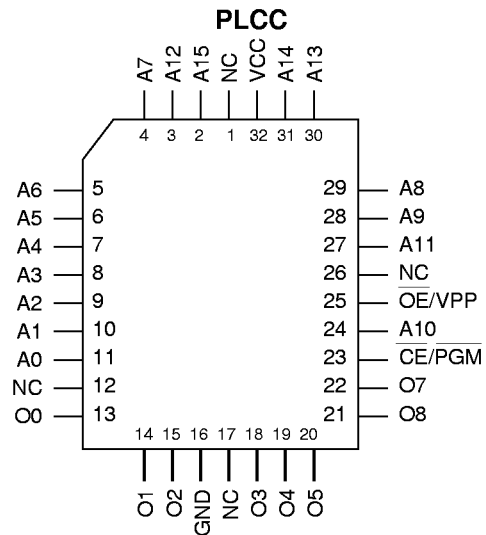 PLCC
A7 A12 A15 NC VCC A14 A13
4 3 2 1 32 31 30
A6 5 29 A8
A5 6 28 A9
A4 7 27 A11
A3 8 26 NC
A2 9 25 OE/VPP
A1 10 24 A10
A0 11 23 CE/PGM
NC 12 22 O7
O0 13 21 O8
14 15 16 17 18 19 20
O1 O2 GND NC O3 O4 O5